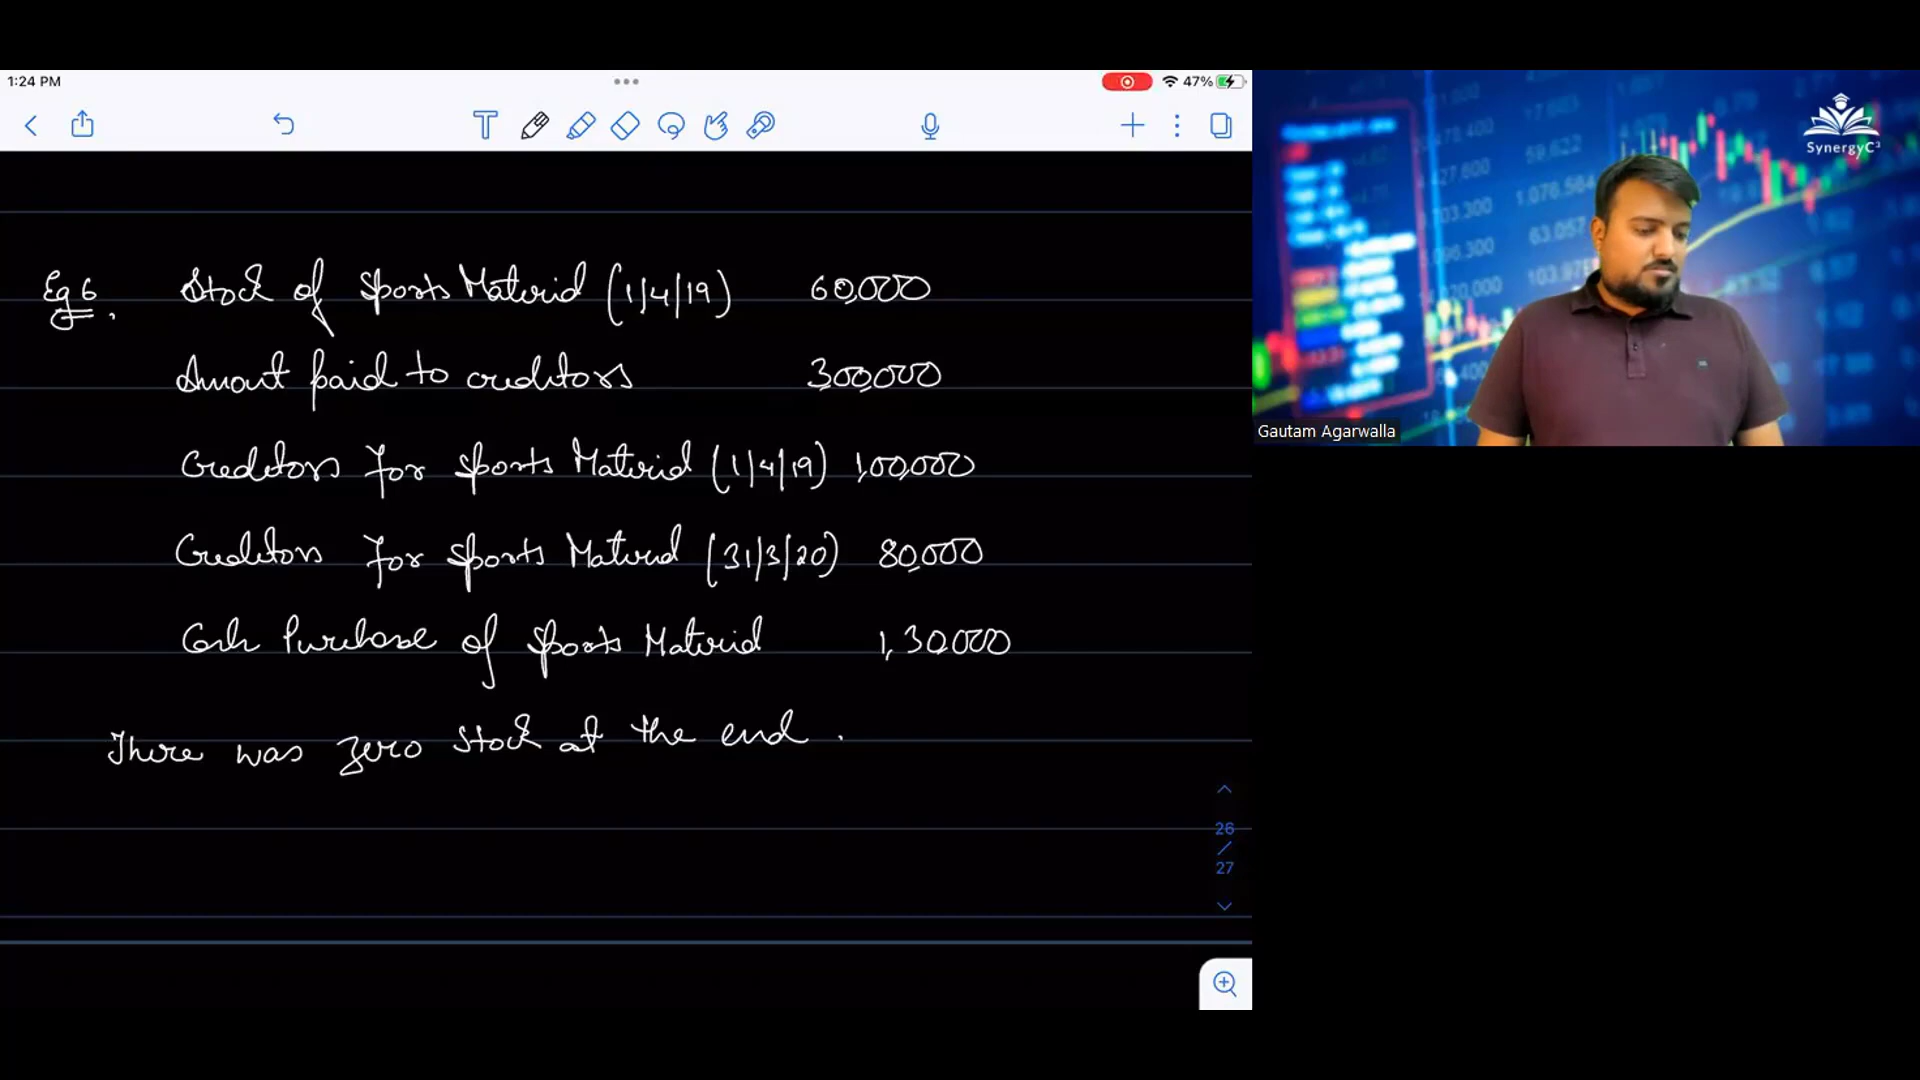 1:24 PM
47%
SynergyC³
Eg 6. Stock of Sports Material (1/4/19) 60,000
Amount paid to creditors 300,000
Creditors for sports Material (1/4/19) 1,00,000
Creditors for sports Material (31/3/20) 80,000
Cash Purchase of Sports Material 1,30,000
There was zero stock at the end.
Gautam Agarwalla
26
/
27